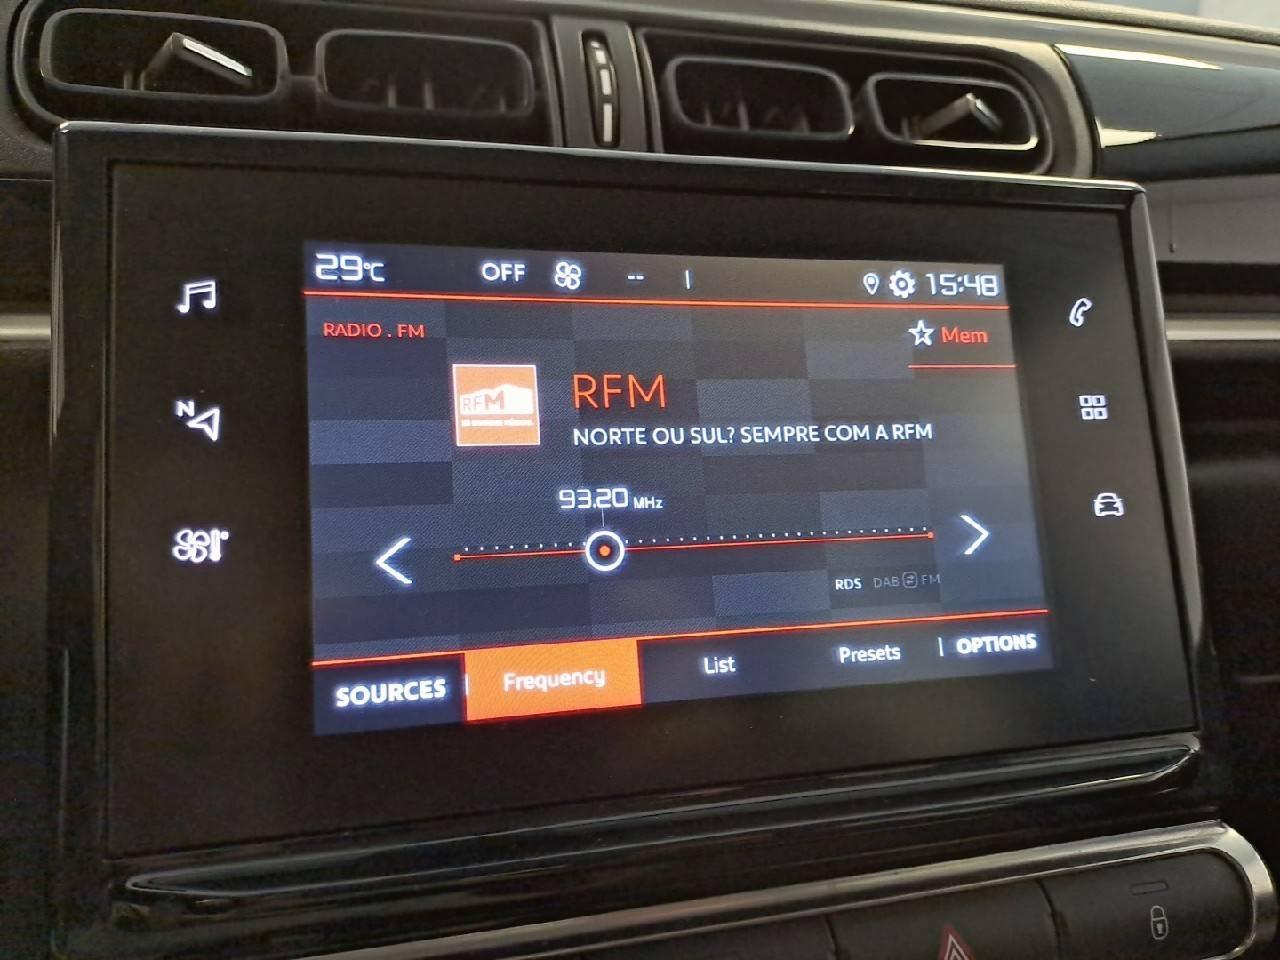 29°C OFF -- 15:48
RADIO . FM
Mem
RFM
RFM
NORTE OU SUL? SEMPRE COM A RFM
93.20 MHz
N
RDS DAB FM
SOURCES Frequency List Presets OPTIONS